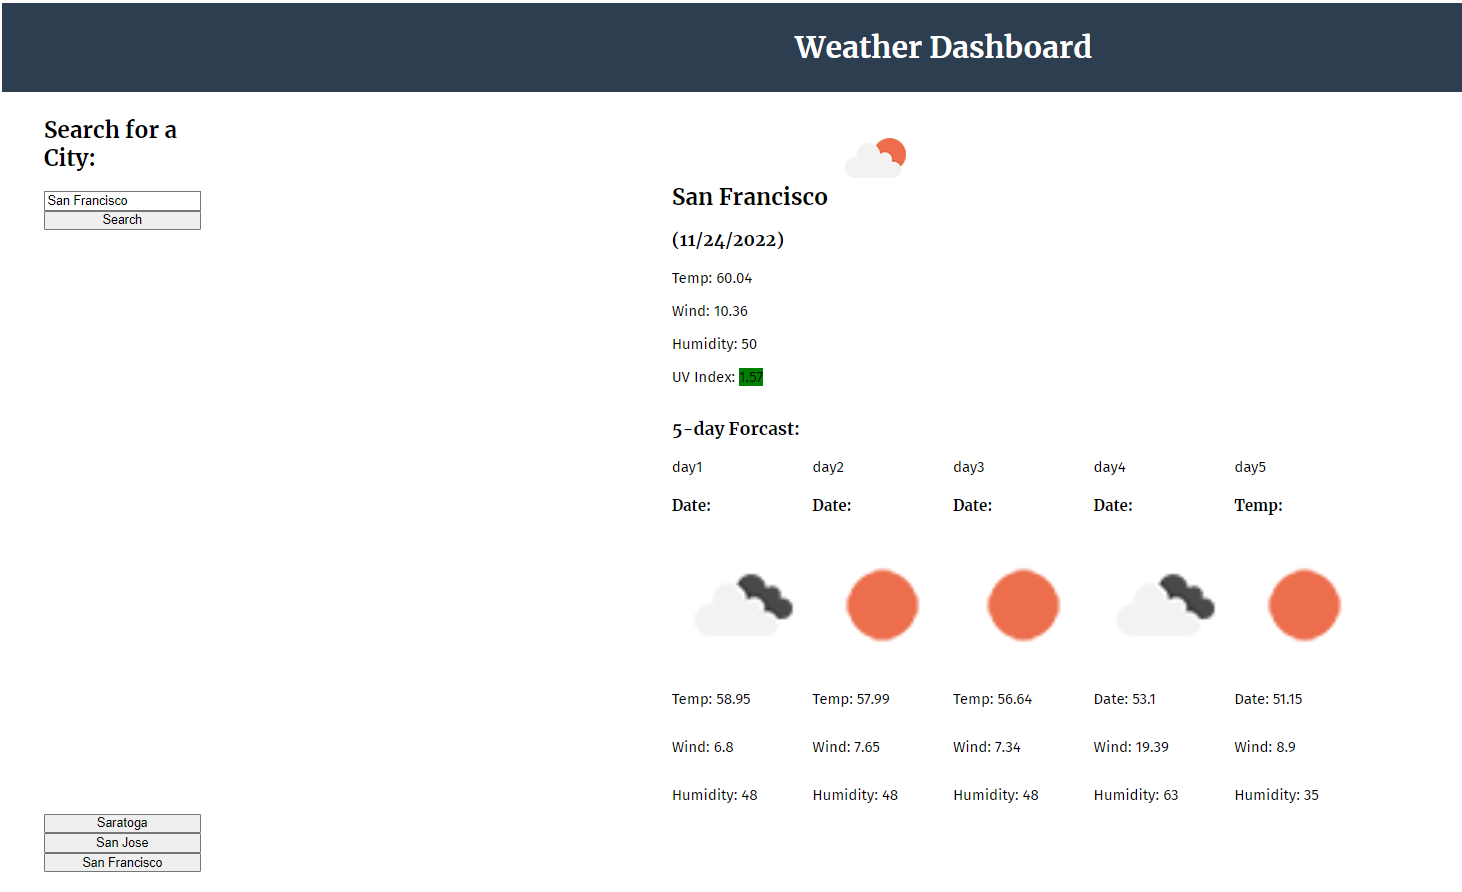 Weather Dashboard
Search for a
City:
San Francisco
Search
Saratoga
San Jose
San Francisco
San Francisco
(11/24/2022)
Temp: 60.04
Wind: 10.36
Humidity: 50
UV Index: 1.57
5-day Forcast:
day1 day2 day3 day4 day5
Date: Date: Date: Date: Temp:
Temp: 58.95 Temp: 57.99 Temp: 56.64 Date: 53.1 Date: 51.15
Wind: 6.8 Wind: 7.65 Wind: 7.34 Wind: 19.39 Wind: 8.9
Humidity: 48 Humidity: 48 Humidity: 48 Humidity: 63 Humidity: 35